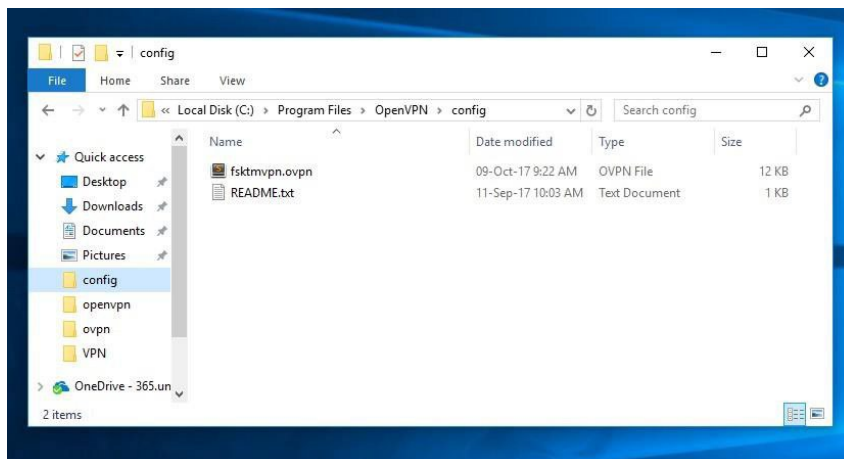 config
File Home Share View
« Local Disk (C:) > Program Files > OpenVPN > config
Search config
Name Date modified Type Size
Quick access
fsktmvpn.ovpn 09-Oct-17 9:22 AM OVPN File 12 KB
Desktop
README.txt 11-Sep-17 10:03 AM Text Document 1 KB
Downloads
Documents
Pictures
config
openvpn
ovpn
VPN
OneDrive - 365.un
2 items